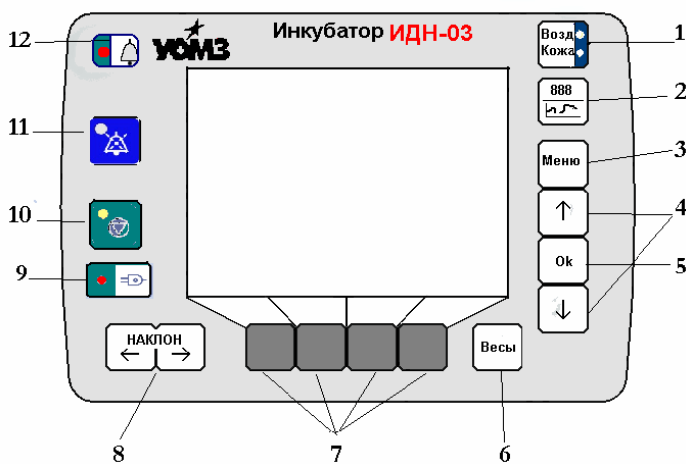 12
УОМЗ
Инкубатор ИДН-03
Возд
Кожа
1
888
2
11
Меню
3
↑
4
10
Ok
5
9
↓
НАКЛОН
← →
Весы
8
7
6